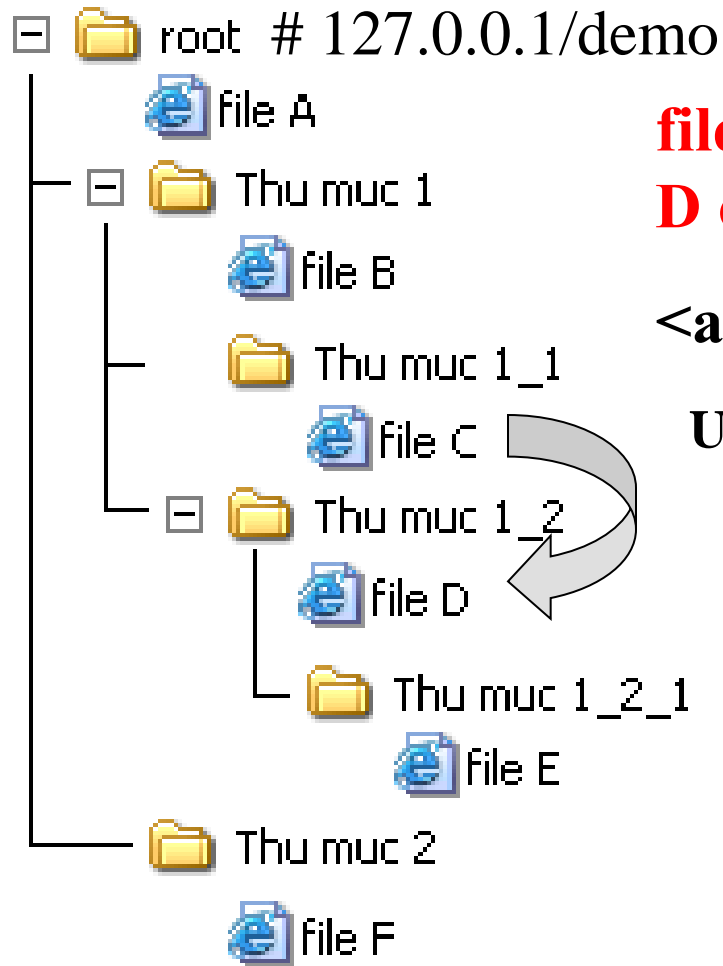 root # 127.0.0.1/demo
file A
file
D
Thu muc 1
file B
<a
Thu muc 1_1
U
file C
Thu muc 1_2
file D
Thu muc 1_2_1
file E
Thu muc 2
file F